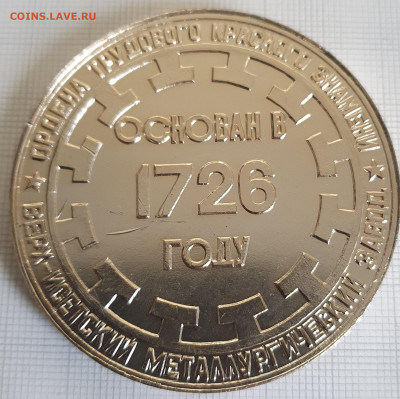 COINS.LAVE.RU
ОРДЕНА ТРУДОВОГО КРАСНОГО ЗНАМЕНИ
ОСНОВАН В
1726
ГОДУ
★ ВЕРХ-ИСЕТСКИЙ МЕТАЛЛУРГИЧЕСКИЙ ЗАВОД ★